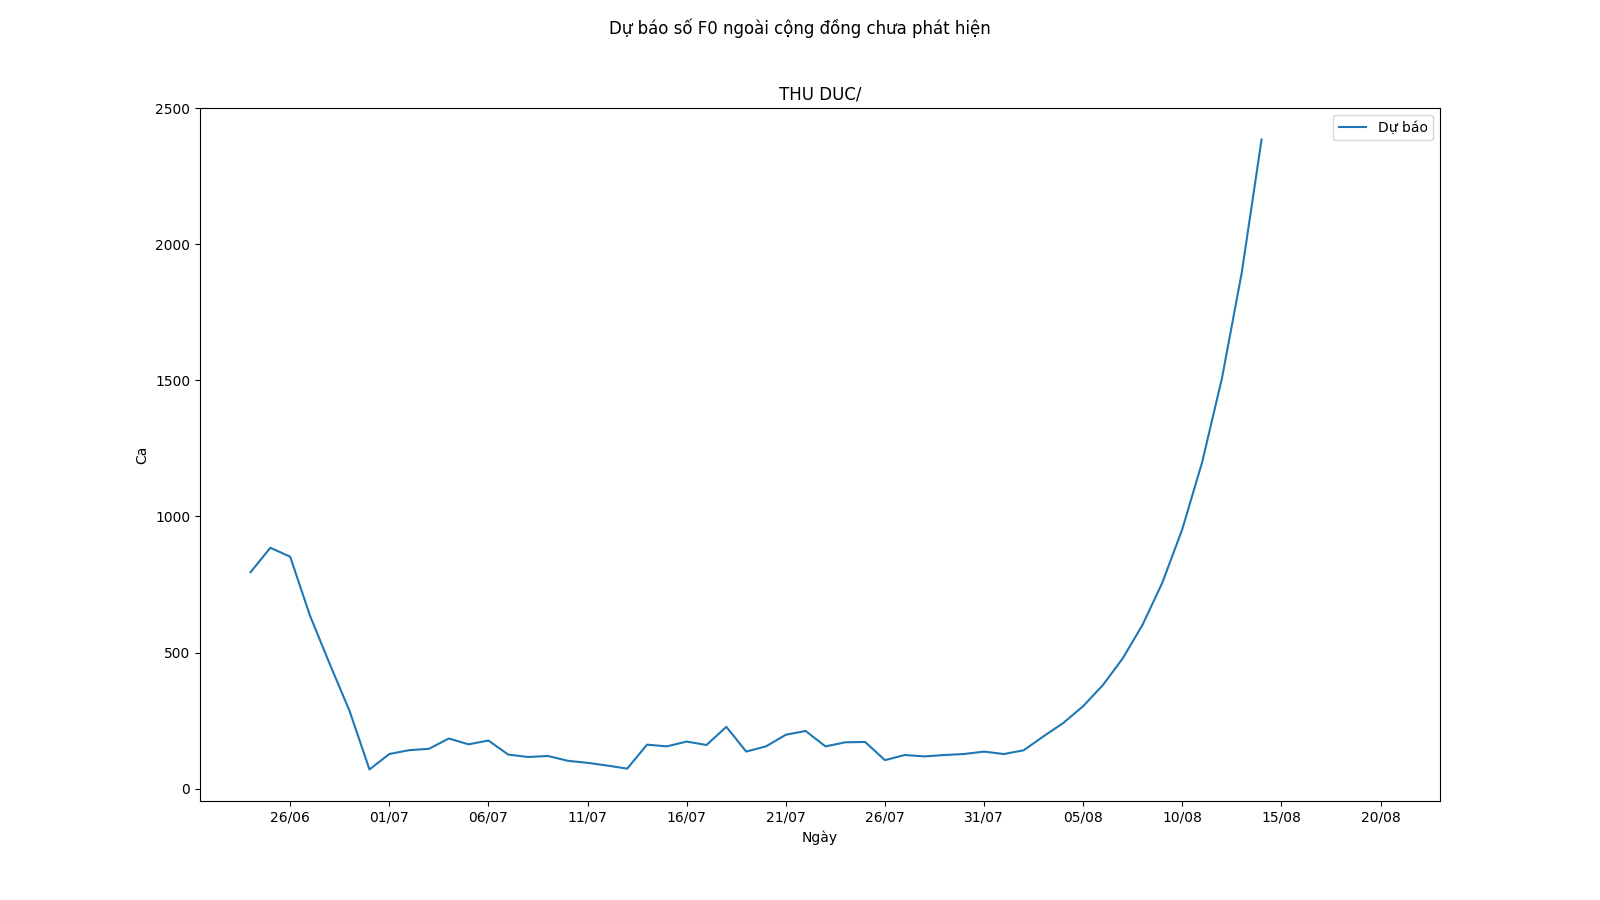 Dự báo số F0 ngoài cộng đồng chưa phát hiện
THU DUC/
2500
Dự báo
2000
1500
Ca
1000
500
0
26/06 01/07 06/07 11/07 16/07 21/07 26/07 31/07 05/08 10/08 15/08 20/08
Ngày